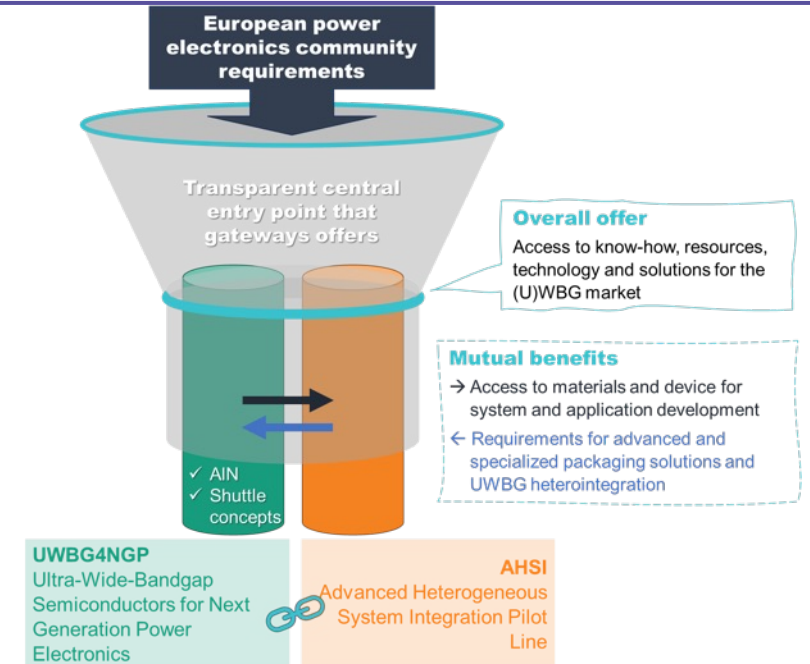 European power
electronics community
requirements
Transparent central
entry point that
gateways offers
Overall offer
Access to know-how, resources,
technology and solutions for the
(U)WBG market
Mutual benefits
→ Access to materials and device for
system and application development
← Requirements for advanced and
specialized packaging solutions and
UWBG heterointegration
✓ AlN
✓ Shuttle
concepts
UWBG4NGP
Ultra-Wide-Bandgap
Semiconductors for Next
Generation Power
Electronics
AHSI
Advanced Heterogeneous
System Integration Pilot
Line